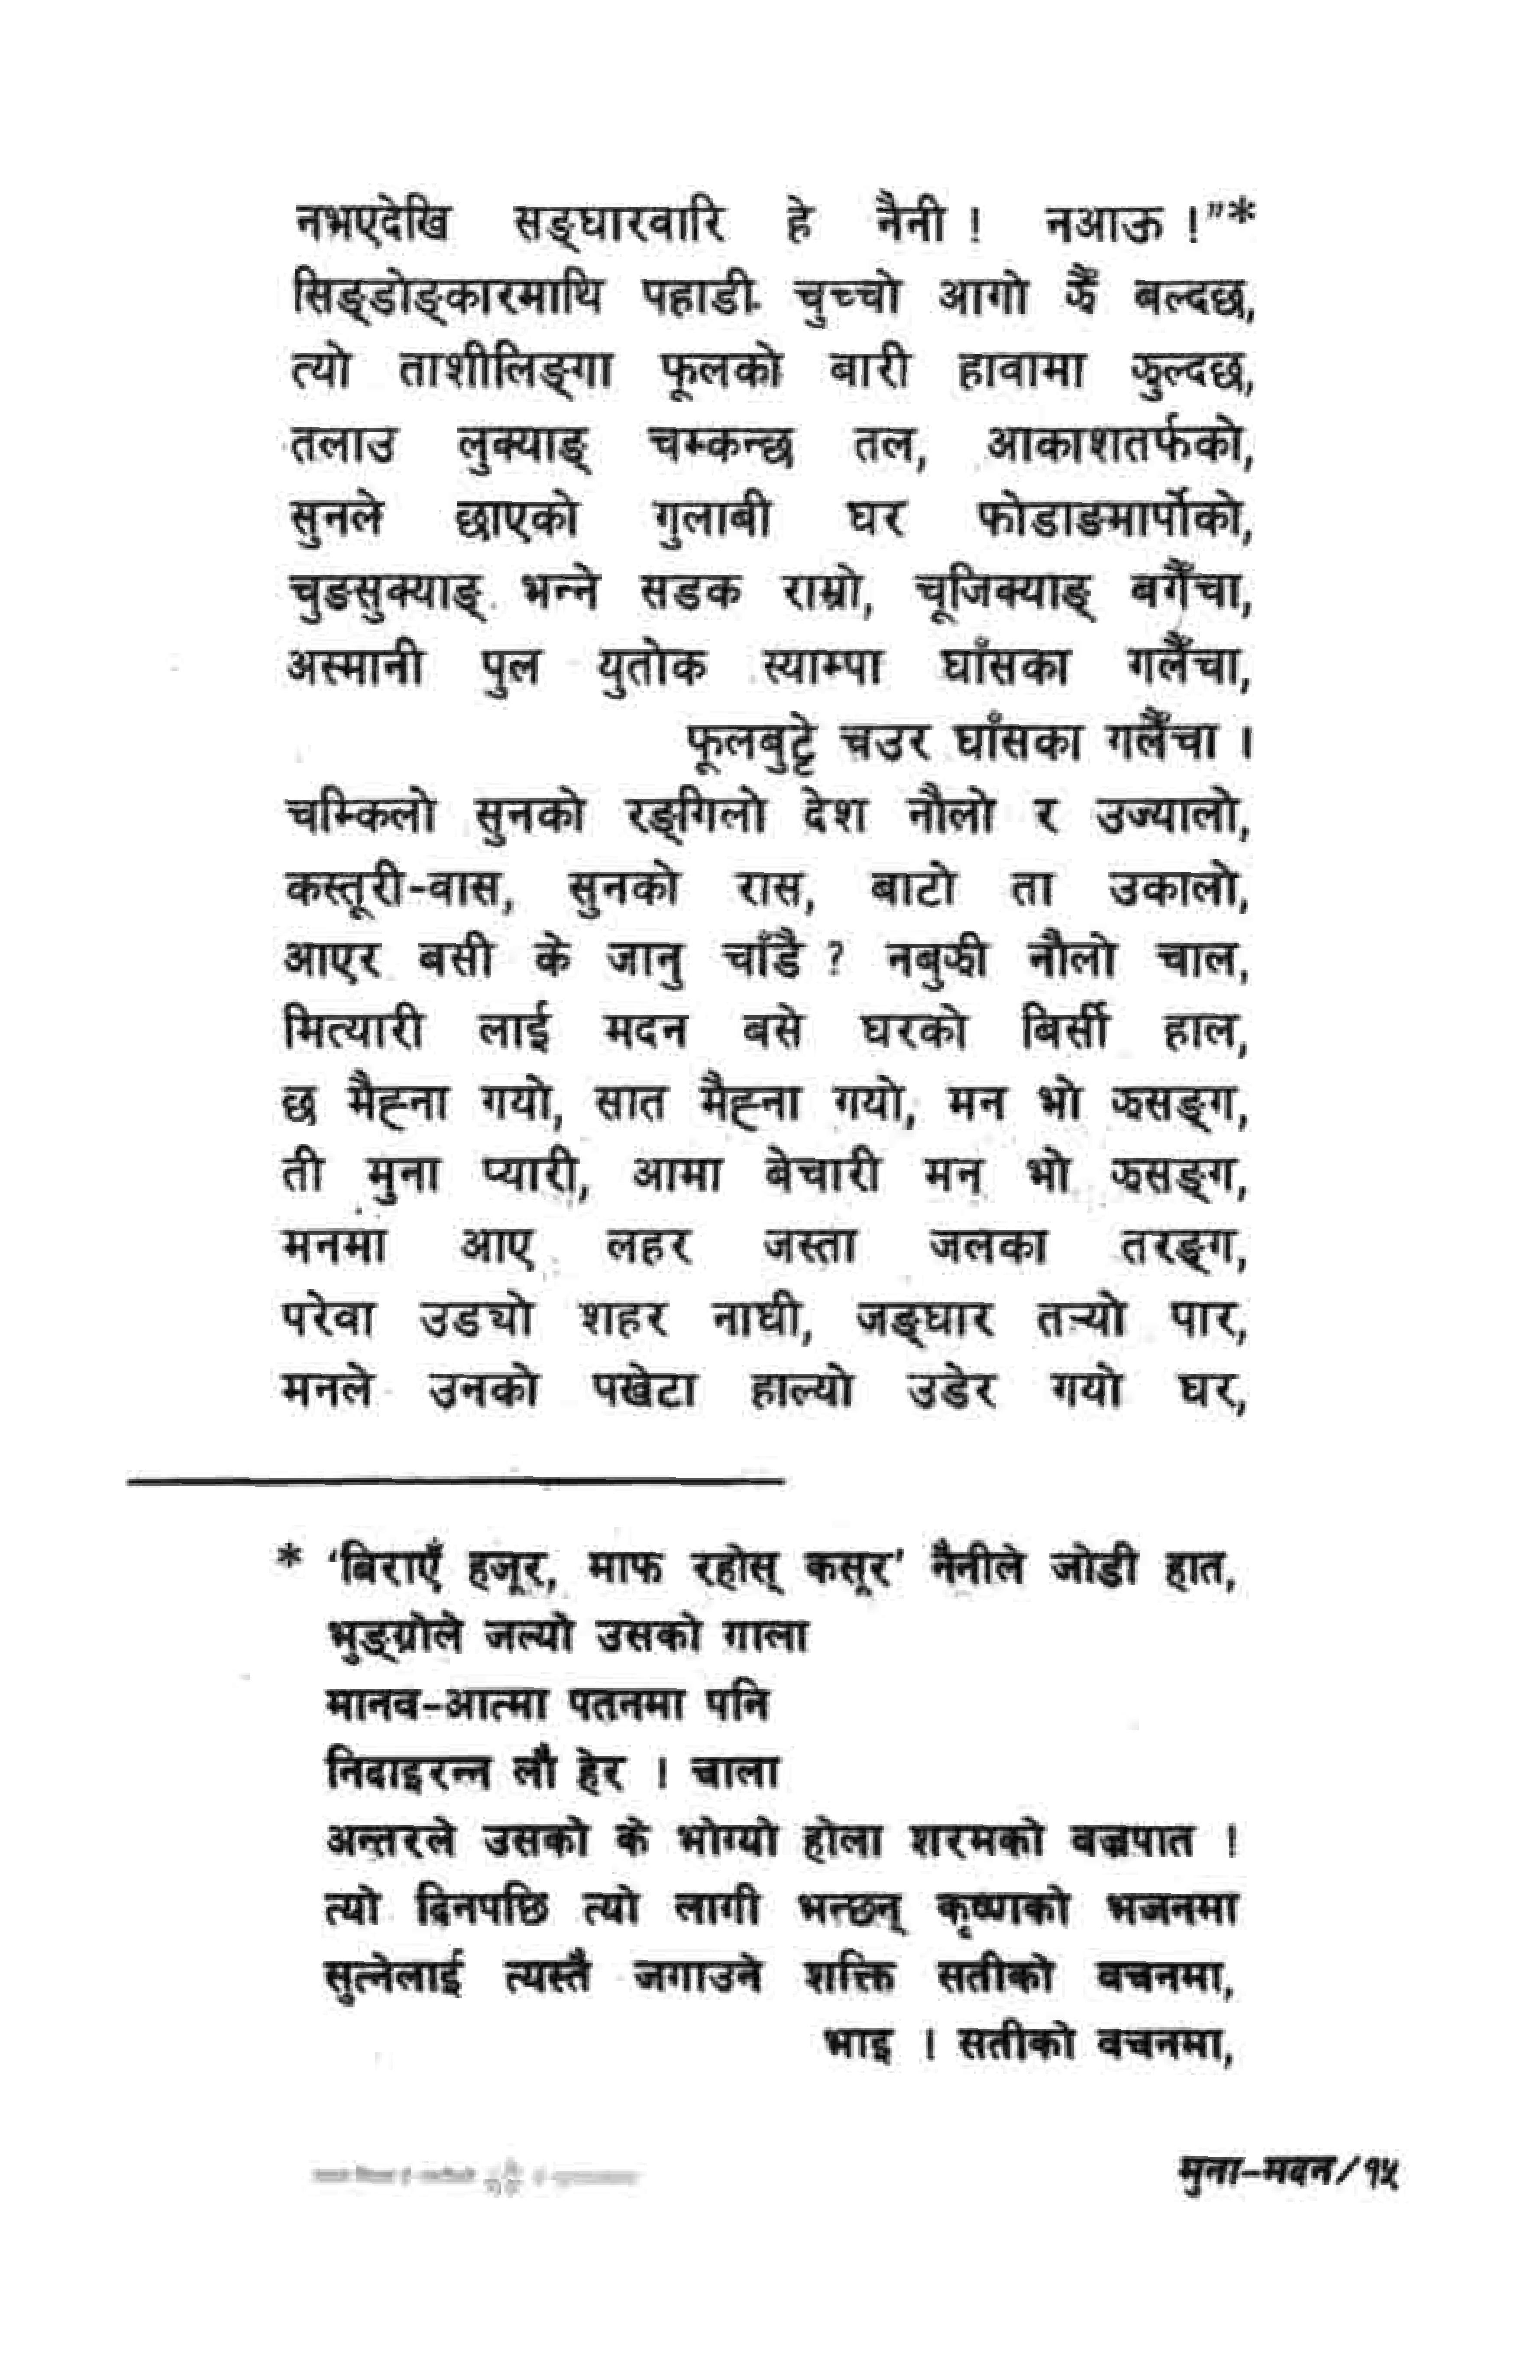 नभएदेखि सङ्घारवारि हे नैनी ! नआऊ !”*
सिङ्डोङ्कारमाथि पहाडी चुच्चो आगो झैँ बल्दछ,
त्यो ताशीलिङ्गा फूलको बारी हावामा झुल्दछ,
तलाउ लुक्याङ् चम्कन्छ तल, आकाशतर्फको,
सुनले छाएको गुलाबी घर फोडाङमार्पोको,
चुङसुक्याङ् भन्ने सडक राम्रो, चूजिक्याङ् बगैँचा,
अस्मानी पुल युतोक स्याम्पा घाँसका गलैँचा,
फूलबुट्टे चउर घाँसका गलैँचा ।
चम्किलो सुनको रङ्गिलो देश नौलो र उज्यालो,
कस्तूरी-वास, सुनको रास, बाटो ता उकालो,
आएर बसी के जानु चाँडै ? नबुझी नौलो चाल,
मित्यारी लाई मदन बसे घरको बिर्सी हाल,
छ मैह्ना गयो, सात मैह्ना गयो, मन भो झसङ्ग,
ती मुना प्यारी, आमा बेचारी मन भो झसङ्ग,
मनमा आए लहर जस्ता जलका तरङ्ग,
परेवा उड्यो शहर नाघी, जङ्घार तऱ्यो पार,
मनले उनको पखेटा हाल्यो उडेर गयो घर,
* ‘बिराएँ हजूर, माफ रहोस् कसूर’ नैनीले जोडी हात,
भुङ्ग्रोले जल्यो उसको गाला
मानव-आत्मा पतनमा पनि
निदाइरन्न लौ हेर । चाला
अन्तरले उसको के भोग्यो होला शरमको वज्रपात ।
त्यो दिनपछि त्यो लागी भन्छन् कृष्णको भजनमा
सुत्नेलाई त्यस्तै जगाउने शक्ति सतीको वचनमा,
भाइ । सतीको वचनमा,
मुना-मदन/१५